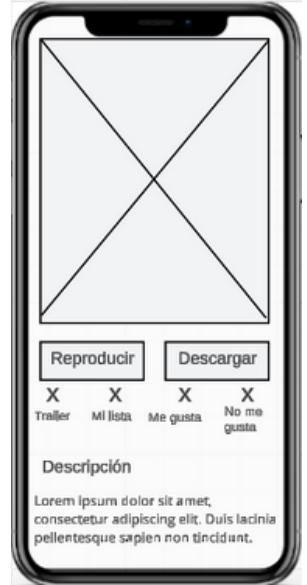 Reproducir Descargar
X X X X
Trailer Mi lista Me gusta No me
gusta
Descripción
Lorem ipsum dolor sit amet,
consectetur adipiscing elit. Duis lacinia
pellentesque sapien non tincidunt.